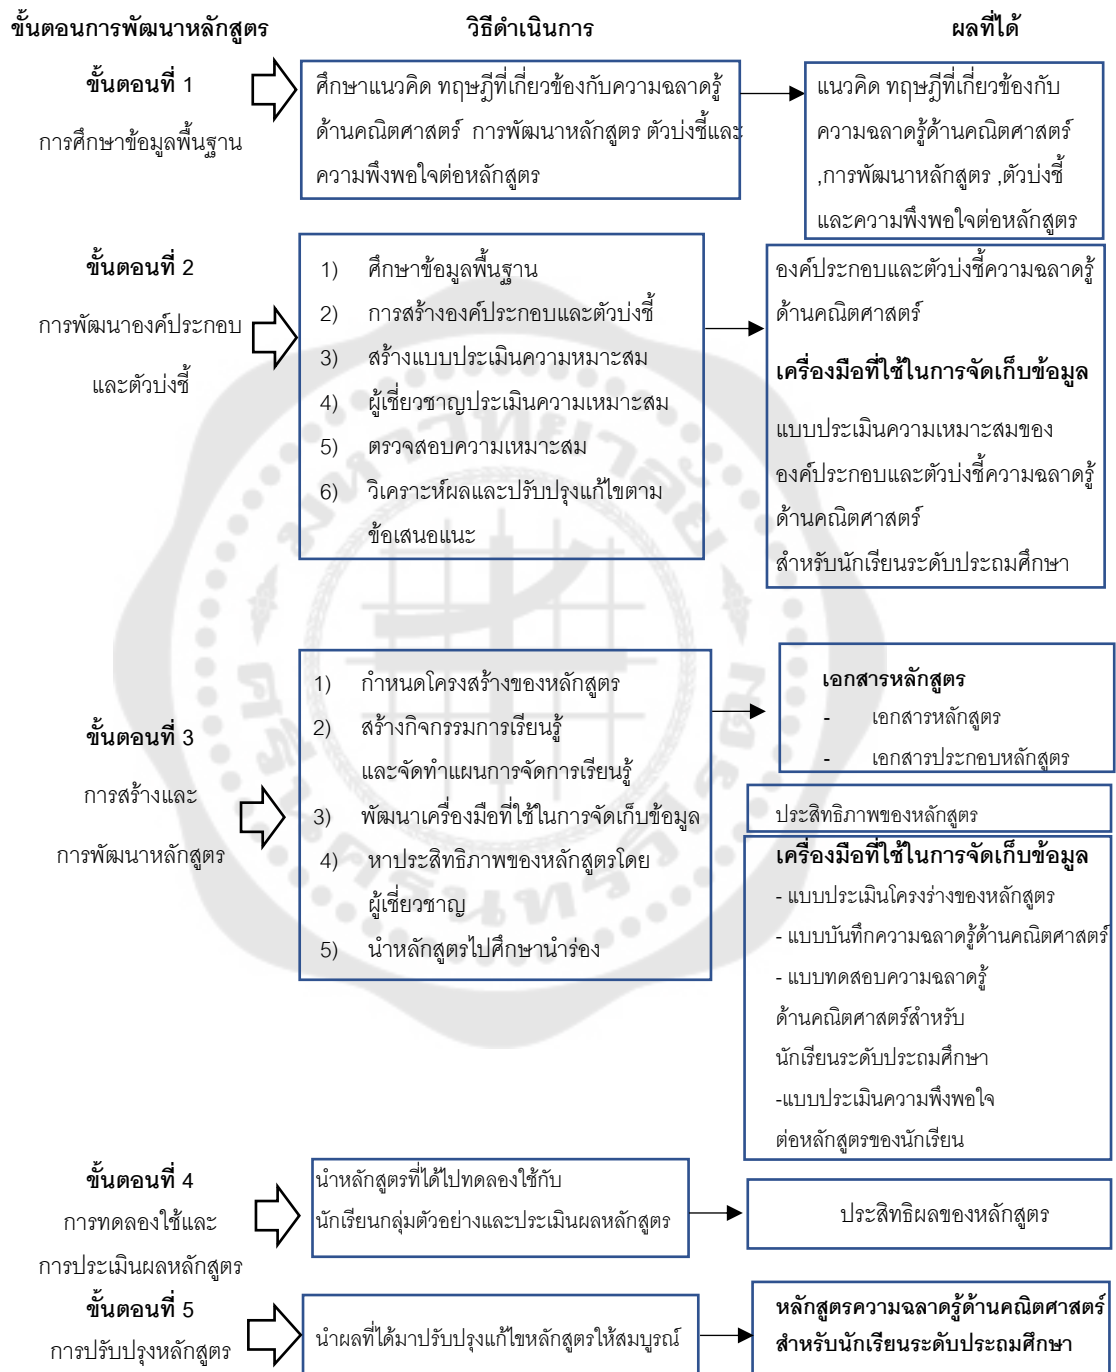 ขั้นตอนการพัฒนาหลักสูตร
วิธีดำเนินการ
ผลที่ได้
ขั้นตอนที่ 1
การศึกษาข้อมูลพื้นฐาน
ศึกษาแนวคิด ทฤษฎีที่เกี่ยวข้องกับความฉลาดรู้
ด้านคณิตศาสตร์ การพัฒนาหลักสูตร ตัวบ่งชี้และ
ความพึงพอใจต่อหลักสูตร
แนวคิด ทฤษฎีที่เกี่ยวข้องกับ
ความฉลาดรู้ด้านคณิตศาสตร์
,การพัฒนาหลักสูตร ,ตัวบ่งชี้
และความพึงพอใจต่อหลักสูตร
ขั้นตอนที่ 2
การพัฒนาองค์ประกอบ
และตัวบ่งชี้
1) ศึกษาข้อมูลพื้นฐาน
2) การสร้างองค์ประกอบและตัวบ่งชี้
3) สร้างแบบประเมินความหมาะสม
4) ผู้เชี่ยวชาญประเมินความเหมาะสม
5) ตรวจสอบความเหมาะสม
6) วิเคราะห์ผลและปรับปรุงแก้ไขตาม
ข้อเสนอแนะ
องค์ประกอบและตัวบ่งชี้ความฉลาดรู้
ด้านคณิตศาสตร์
เครื่องมือที่ใช้ในการจัดเก็บข้อมูล
แบบประเมินความเหมาะสมของ
องค์ประกอบและตัวบ่งชี้ความฉลาดรู้
ด้านคณิตศาสตร์
สำหรับนักเรียนระดับประถมศึกษา
ขั้นตอนที่ 3
การสร้างและ
การพัฒนาหลักสูตร
1) กำหนดโครงสร้างของหลักสูตร
2) สร้างกิจกรรมการเรียนรู้
และจัดทำแผนการจัดการเรียนรู้
3) พัฒนาเครื่องมือที่ใช้ในการจัดเก็บข้อมูล
4) หาประสิทธิภาพของหลักสูตรโดย
ผู้เชี่ยวชาญ
5) นำหลักสูตรไปศึกษานำร่อง
เอกสารหลักสูตร
- เอกสารหลักสูตร
- เอกสารประกอบหลักสูตร
ประสิทธิภาพของหลักสูตร
เครื่องมือที่ใช้ในการจัดเก็บข้อมูล
- แบบประเมินโครงร่างของหลักสูตร
- แบบบันทึกความฉลาดรู้ด้านคณิตศาสตร์
- แบบทดสอบความฉลาดรู้
ด้านคณิตศาสตร์สำหรับ
นักเรียนระดับประถมศึกษา
-แบบประเมินความพึงพอใจ
ต่อหลักสูตรของนักเรียน
ขั้นตอนที่ 4
การทดลองใช้และ
การประเมินผลหลักสูตร
นำหลักสูตรที่ได้ไปทดลองใช้กับ
นักเรียนกลุ่มตัวอย่างและประเมินผลหลักสูตร
ประสิทธิผลของหลักสูตร
ขั้นตอนที่ 5
การปรับปรุงหลักสูตร
นำผลที่ได้มาปรับปรุงแก้ไขหลักสูตรให้สมบูรณ์
หลักสูตรความฉลาดรู้ด้านคณิตศาสตร์
สำหรับนักเรียนระดับประถมศึกษา
มหาวิทยาลัย
ศรีนครินทรวิโรฒ